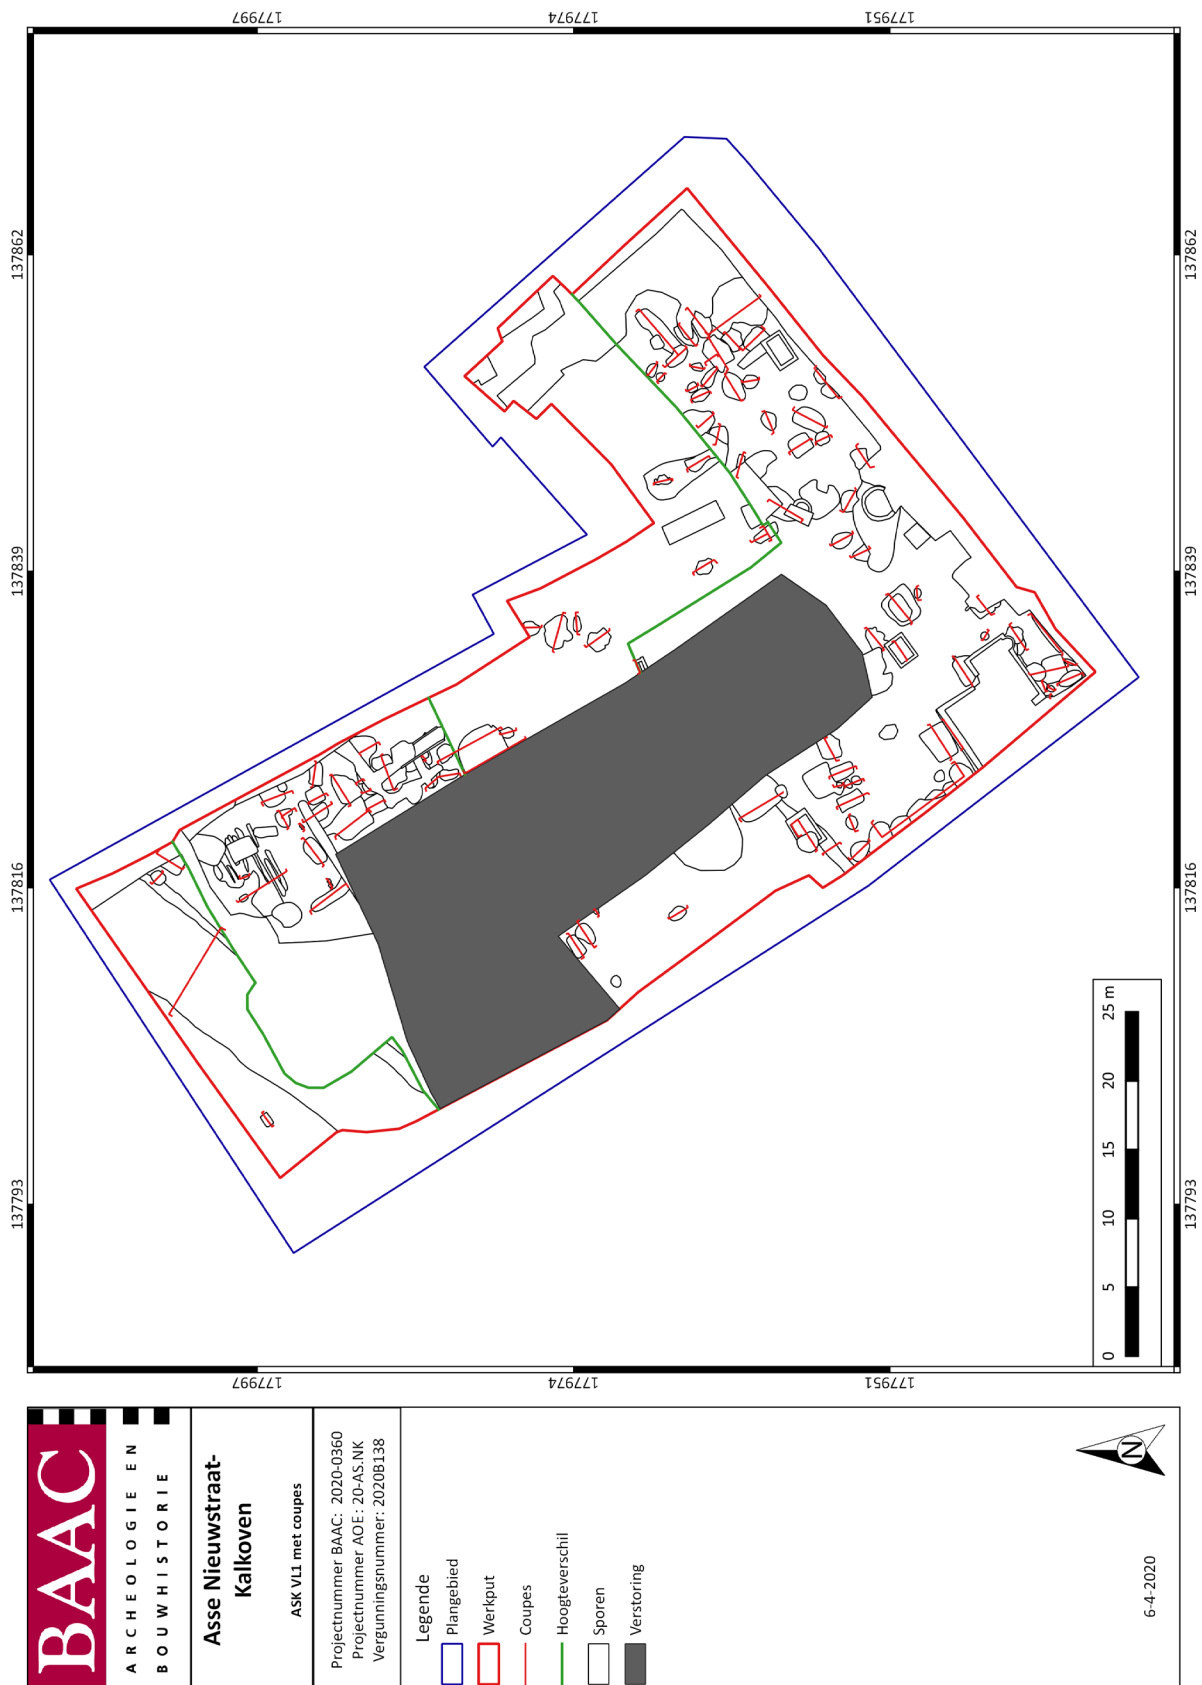 BAAC
ARCHEOLOGIE EN
BOUWHISTORIE
Asse Nieuwstraat-
Kalkoven
ASK VL1 met coupes
Projectnummer BAAC: 2020-0360
Projectnummer AOE: 20-AS.NK
Vergunningsnummer: 2020B138
Legende
Plangebied
Werkput
Coupes
Hoogteverschil
Sporen
Verstoring
6-4-2020
N
137793
137816
137839
137862
177997
177997
177974
177974
177951
177951
0 5 10 15 20 25 m
137793
137816
137839
137862